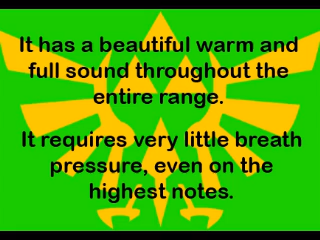 It has a beautiful warm and
full sound throughout the
entire range.
It requires very little breath
pressure, even on the
highest notes.